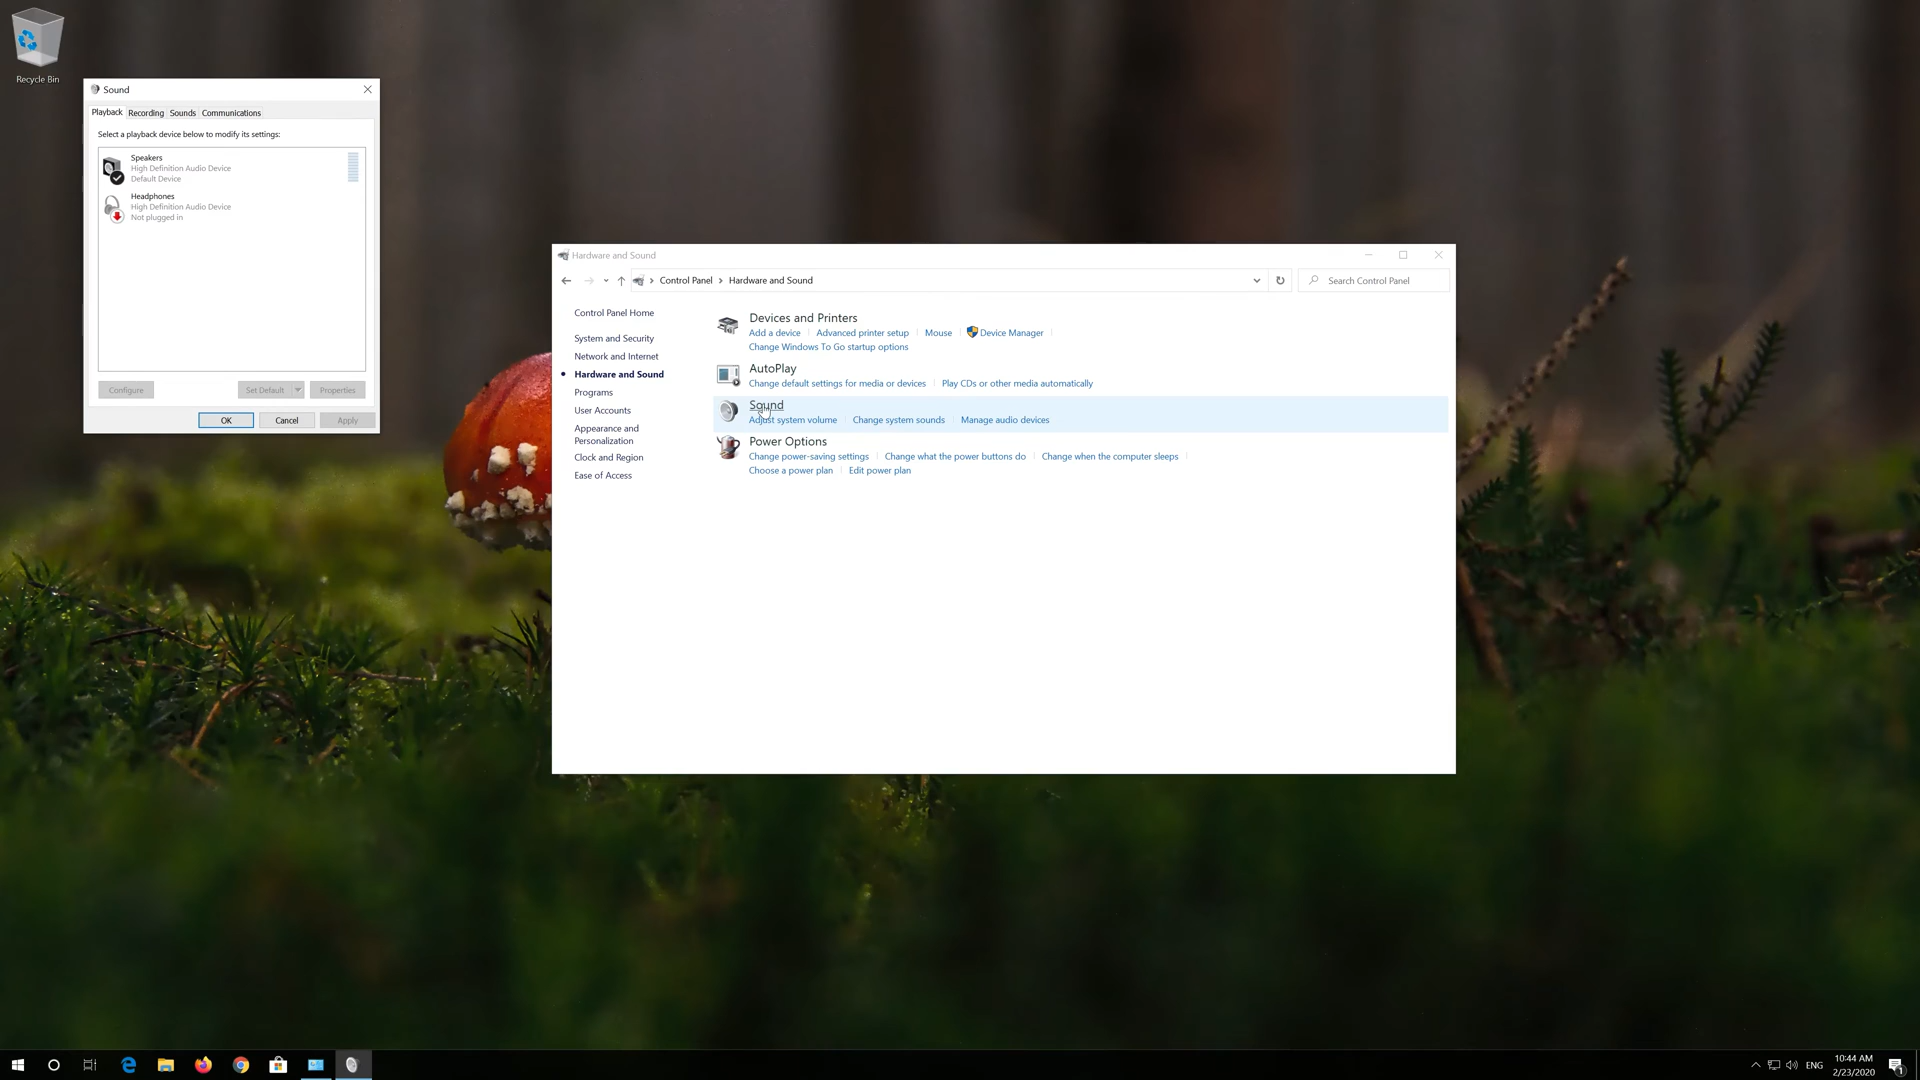 Recycle Bin
Sound
Playback Recording Sounds Communications
Select a playback device below to modify its settings:
Speakers
High Definition Audio Device
Default Device
Headphones
High Definition Audio Device
Not plugged in
Configure Set Default Properties
OK Cancel Apply
Hardware and Sound
Control Panel Hardware and Sound Search Control Panel
Control Panel Home
System and Security
Network and Internet
Hardware and Sound
Programs
User Accounts
Appearance and
Personalization
Clock and Region
Ease of Access
Devices and Printers
Add a device Advanced printer setup Mouse Device Manager
Change Windows To Go startup options
AutoPlay
Change default settings for media or devices Play CDs or other media automatically
Sound
Adjust system volume Change system sounds Manage audio devices
Power Options
Change power-saving settings Change what the power buttons do Change when the computer sleeps
Choose a power plan Edit power plan
ENG
10:44 AM
2/23/2020
1